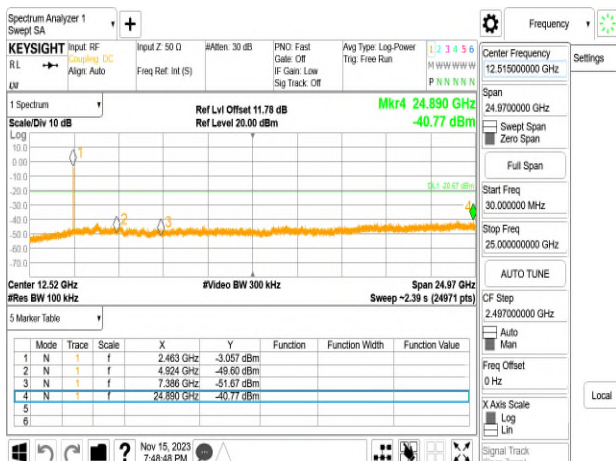 Spectrum Analyzer 1
Swept SA
+
Frequency
KEYSIGHT
Input: RF
Coupling: DC
Align: Auto
Input Z: 50 Ω
Freq Ref: Int (S)
#Atten: 30 dB
PNO: Fast
Gate: Off
IF Gain: Low
Sig Track: Off
Avg Type: Log-Power
Trig: Free Run
1 2 3 4 5 6
M W W W W W
P N N N N N
RL
LXI
1 Spectrum
Scale/Div 10 dB
Ref Lvl Offset 11.78 dB
Ref Level 20.00 dBm
Mkr4 24.890 GHz
-40.77 dBm
Log
10.0
0.00
-10.0
-20.0
-30.0
-40.0
-50.0
-60.0
-70.0
1
2
3
4
DL1 -20.67 dBm
Center 12.52 GHz
#Video BW 300 kHz
Span 24.97 GHz
#Res BW 100 kHz
Sweep ~2.39 s (24971 pts)
5 Marker Table
Mode Trace Scale X Y Function Function Width Function Value
1 N 1 f 2.463 GHz -3.057 dBm
2 N 1 f 4.924 GHz -49.60 dBm
3 N 1 f 7.386 GHz -51.67 dBm
4 N 1 f 24.890 GHz -40.77 dBm
5
6
Nov 15, 2023
7:48:48 PM
Center Frequency
12.515000000 GHz
Settings
Span
24.9700000 GHz
Swept Span
Zero Span
Full Span
Start Freq
30.000000 MHz
Stop Freq
25.000000000 GHz
AUTO TUNE
CF Step
2.497000000 GHz
Auto
Man
Freq Offset
0 Hz
X Axis Scale
Log
Lin
Local
Signal Track